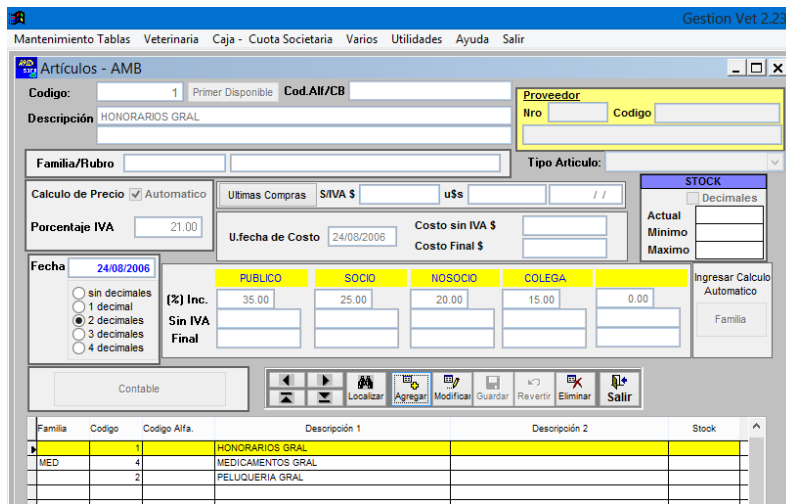 Gestion Vet 2.23
Mantenimiento Tablas Veterinaria Caja - Cuota Societaria Varios Utilidades Ayuda Salir
Artículos - AMB
Codigo: 1 Primer Disponible Cod.Alf/CB
Proveedor
Nro Codigo
Descripción HONORARIOS GRAL
Familia/Rubro Tipo Articulo:
Calculo de Precio Automatico Ultimas Compras S/IVA $ u$s / /
STOCK
Decimales
Actual
Minimo
Maximo
Porcentaje IVA 21.00 U.fecha de Costo 24/08/2006 Costo sin IVA $
Costo Final $
Fecha 24/08/2006
sin decimales
1 decimal
2 decimales
3 decimales
4 decimales
PUBLICO SOCIO NOSOCIO COLEGA
(%) Inc. 35.00 25.00 20.00 15.00 0.00
Sin IVA
Final
Ingresar Calculo
Automatico
Familia
Contable
Localizar Agregar Modificar Guardar Revertir Eliminar Salir
Familia Codigo Codigo Alfa. Descripción 1 Descripción 2 Stock
1 HONORARIOS GRAL
MED 4 MEDICAMENTOS GRAL
2 PELUQUERIA GRAL